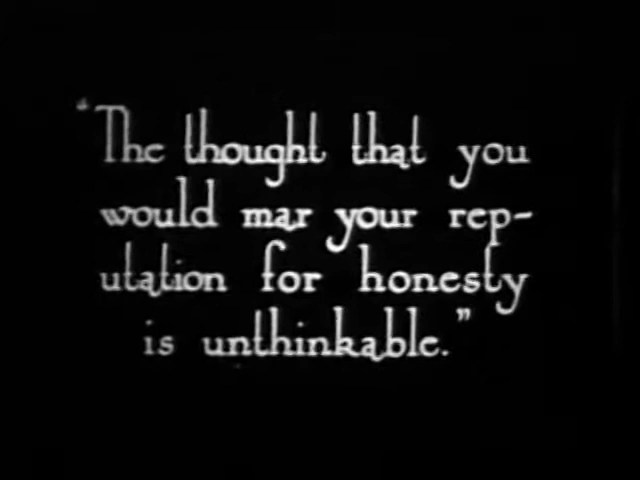 "The thought that you
would mar your rep-
utation for honesty
is unthinkable."